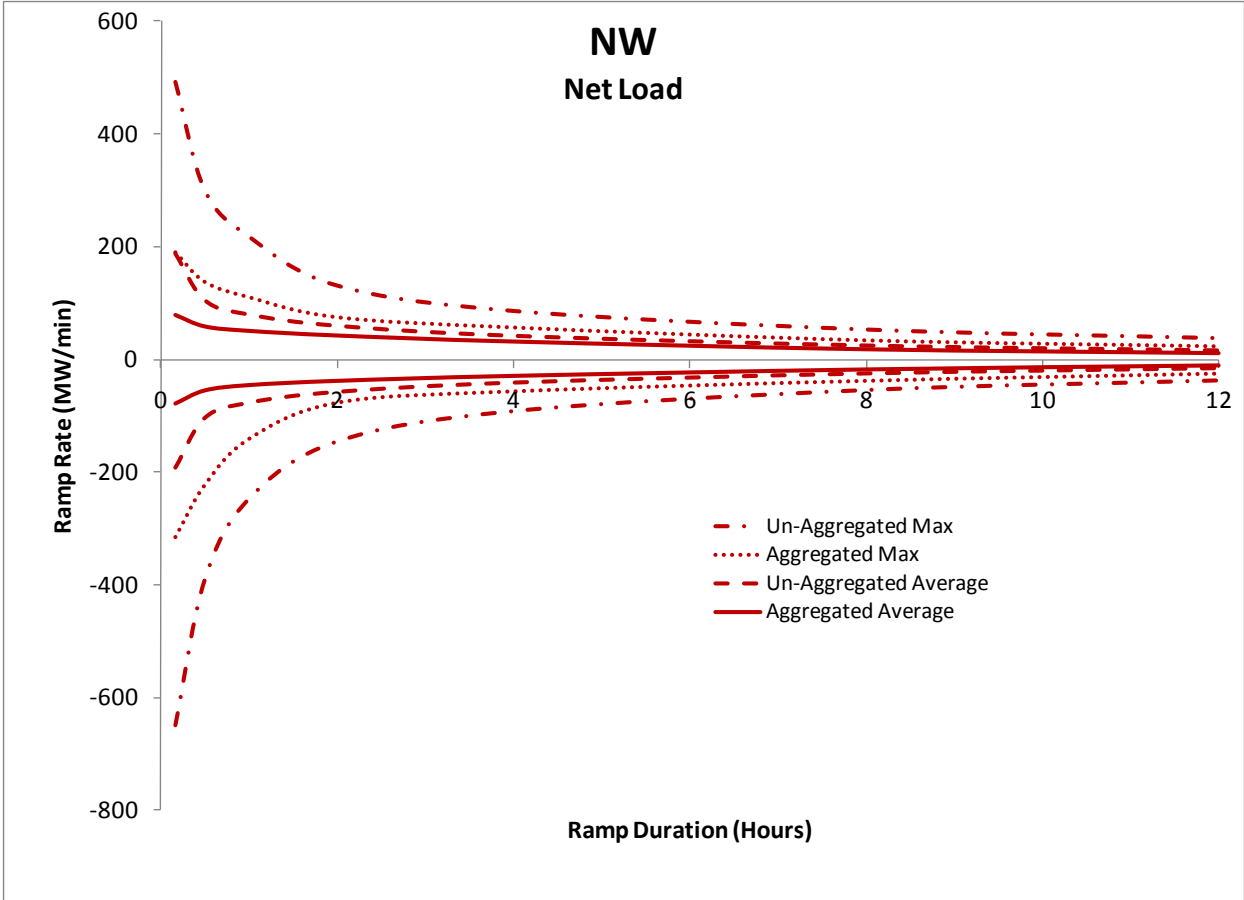 NW
Net Load
600
400
200
0
-200
-400
-600
-800
0
2
4
6
8
10
12
Ramp Rate (MW/min)
Ramp Duration (Hours)
Un-Aggregated Max
Aggregated Max
Un-Aggregated Average
Aggregated Average